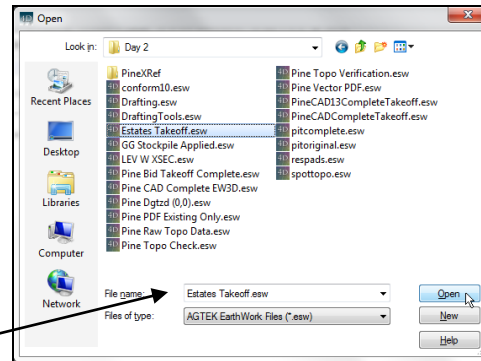 4D Open
Look in: Day 2
Recent Places
Desktop
Libraries
Computer
Network
PineXRef
conform10.esw
Drafting.esw
DraftingTools.esw
Estates Takeoff.esw
GG Stockpile Applied.esw
LEV W XSEC.esw
Pine Bid Takeoff Complete.esw
Pine CAD Complete EW3D.esw
Pine Dgtzd (0,0).esw
Pine PDF Existing Only.esw
Pine Raw Topo Data.esw
Pine Topo Check.esw
Pine Topo Verification.esw
Pine Vector PDF.esw
PineCAD13CompleteTakeoff.esw
PineCADCompleteTakeoff.esw
pitcomplete.esw
pitoriginal.esw
respads.esw
spottopo.esw
File name: Estates Takeoff.esw Open
Files of type: AGTEK EarthWork Files (*.esw) New
Help